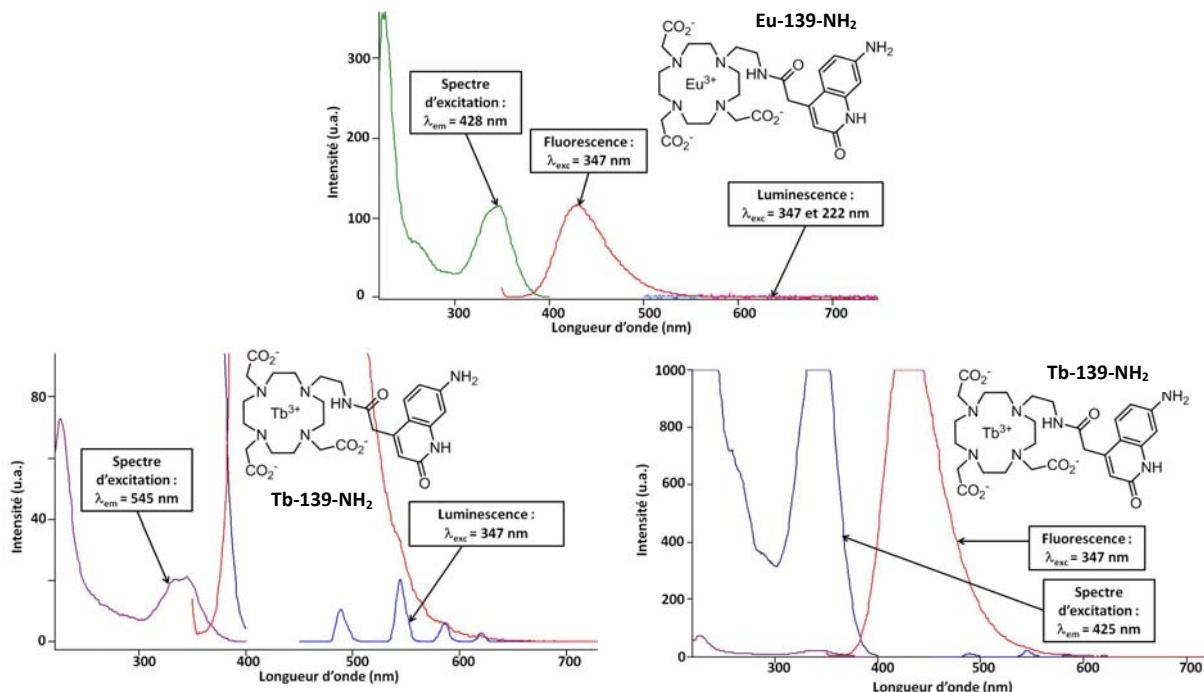 Eu-139-NH₂
CO₂⁻
NH₂
N
N
O
NH
Eu³⁺
N
N
CO₂⁻
CO₂⁻
NH
O
Spectre
d'excitation :
λem = 428 nm
Fluorescence :
λexc = 347 nm
Luminescence :
λexc = 347 et 222 nm
Intensité (u.a.)
300
200
100
0
300
400
500
600
700
Longueur d'onde (nm)
CO₂⁻
NH₂
N
N
O
NH
Tb³⁺
N
N
CO₂⁻
CO₂⁻
NH
O
Tb-139-NH₂
Spectre
d'excitation :
λem = 545 nm
Luminescence :
λexc = 347 nm
Intensité (u.a.)
80
40
0
300
400
500
600
700
Longueur d'onde (nm)
Tb-139-NH₂
CO₂⁻
NH₂
N
N
O
NH
Tb³⁺
N
N
CO₂⁻
CO₂⁻
NH
O
Fluorescence :
λexc = 347 nm
Spectre
d'excitation :
λem = 425 nm
Intensité (u.a.)
1000
800
600
400
200
0
300
400
500
600
700
Longueur d'onde (nm)